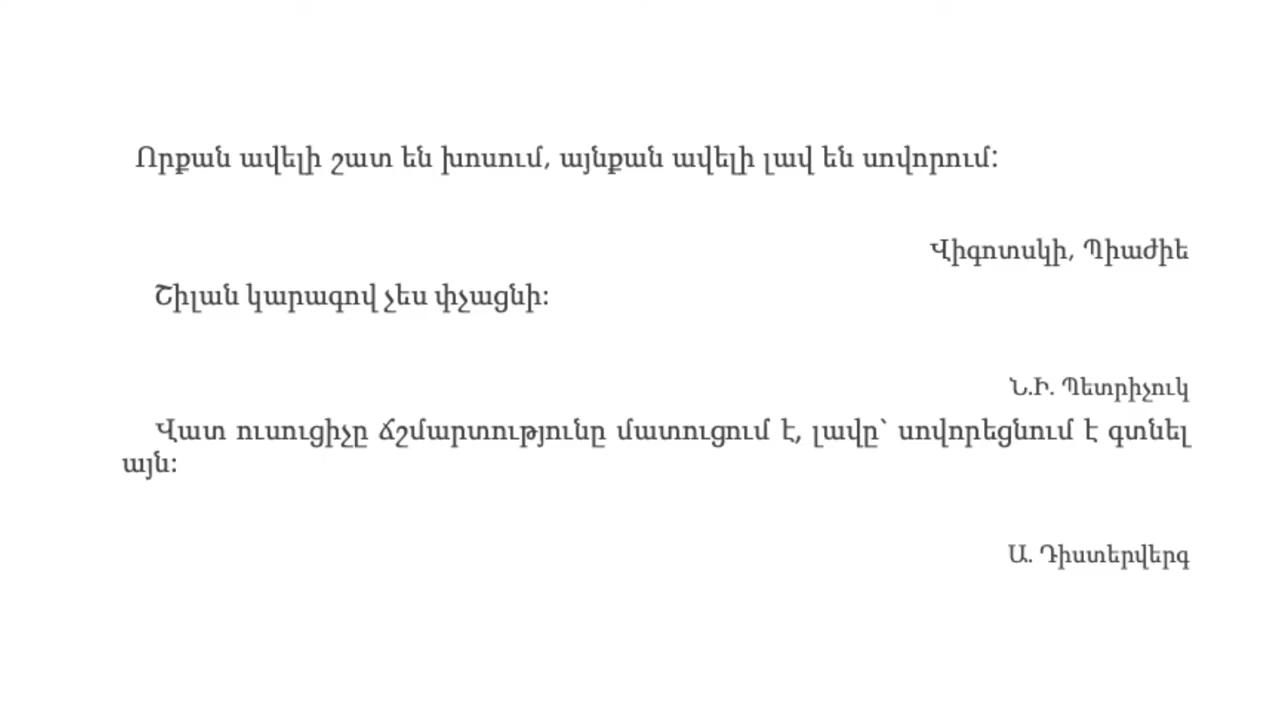 Որքան ավելի շատ են խոսում, այնքան ավելի լավ են սովորում:
Վիգոտսկի, Պիաժիե
Շիլան կարագով չես փչացնի:
Ն.Ի. Պետրիչուկ
Վատ ուսուցիչը ճշմարտությունը մատուցում է, լավը՝ սովորեցնում է գտնել
այն:
Ա. Դիստերվերգ